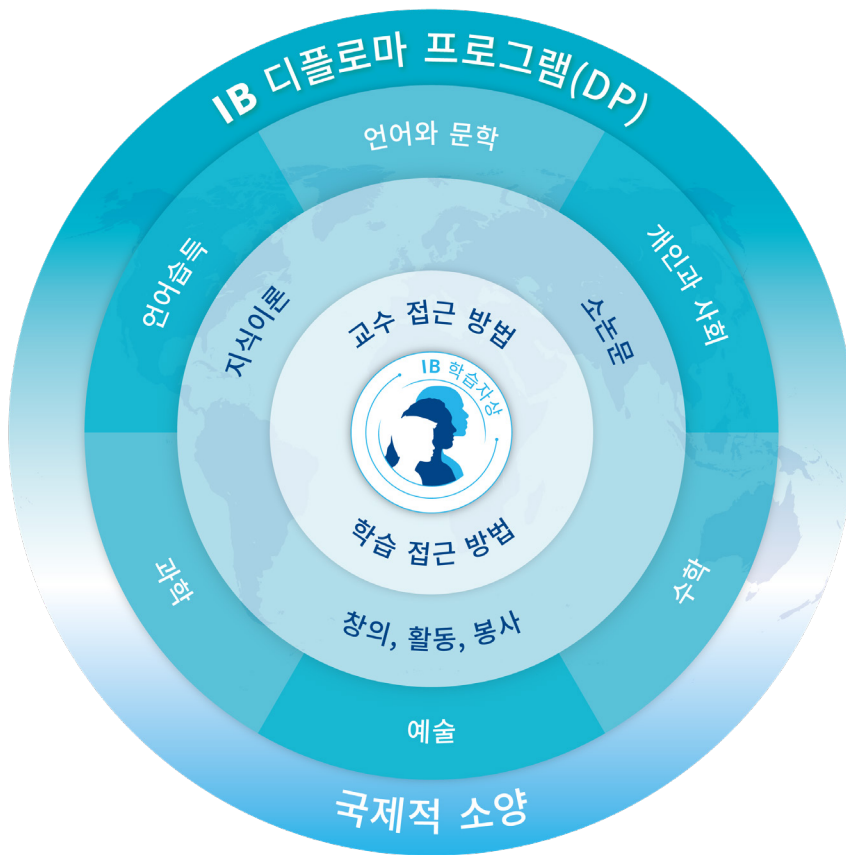 IB 디플로마 프로그램(DP)
언어와 문학
언어습득
개인과 사회
지식이론
소논문
교수 접근 방법
IB 학습자상
학습 접근 방법
과학
수학
창의, 활동, 봉사
예술
국제적 소양